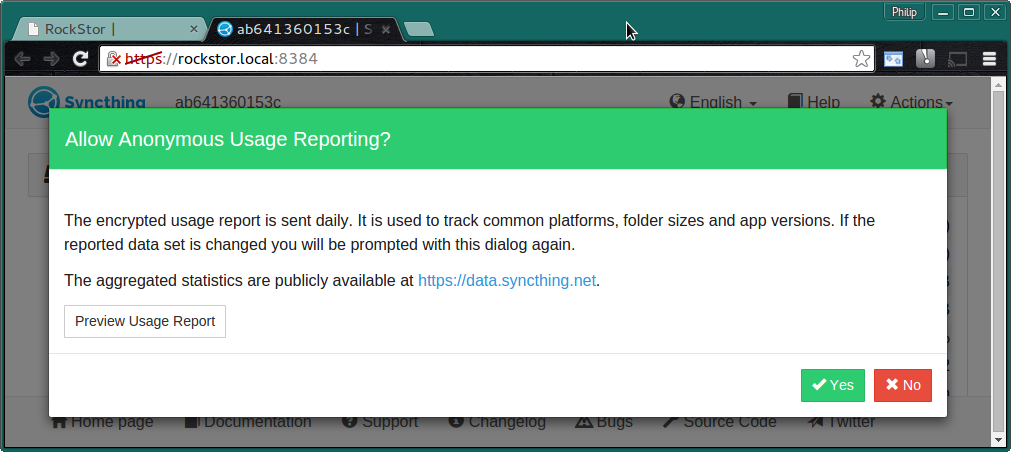 Philip
RockStor |
ab641360153c | S
https://rockstor.local:8384
Syncthing ab641360153c English Help Actions
Allow Anonymous Usage Reporting?
The encrypted usage report is sent daily. It is used to track common platforms, folder sizes and app versions. If the
reported data set is changed you will be prompted with this dialog again.
The aggregated statistics are publicly available at https://data.syncthing.net.
Preview Usage Report
Yes No
Home page Documentation Support Changelog Bugs Source Code Twitter